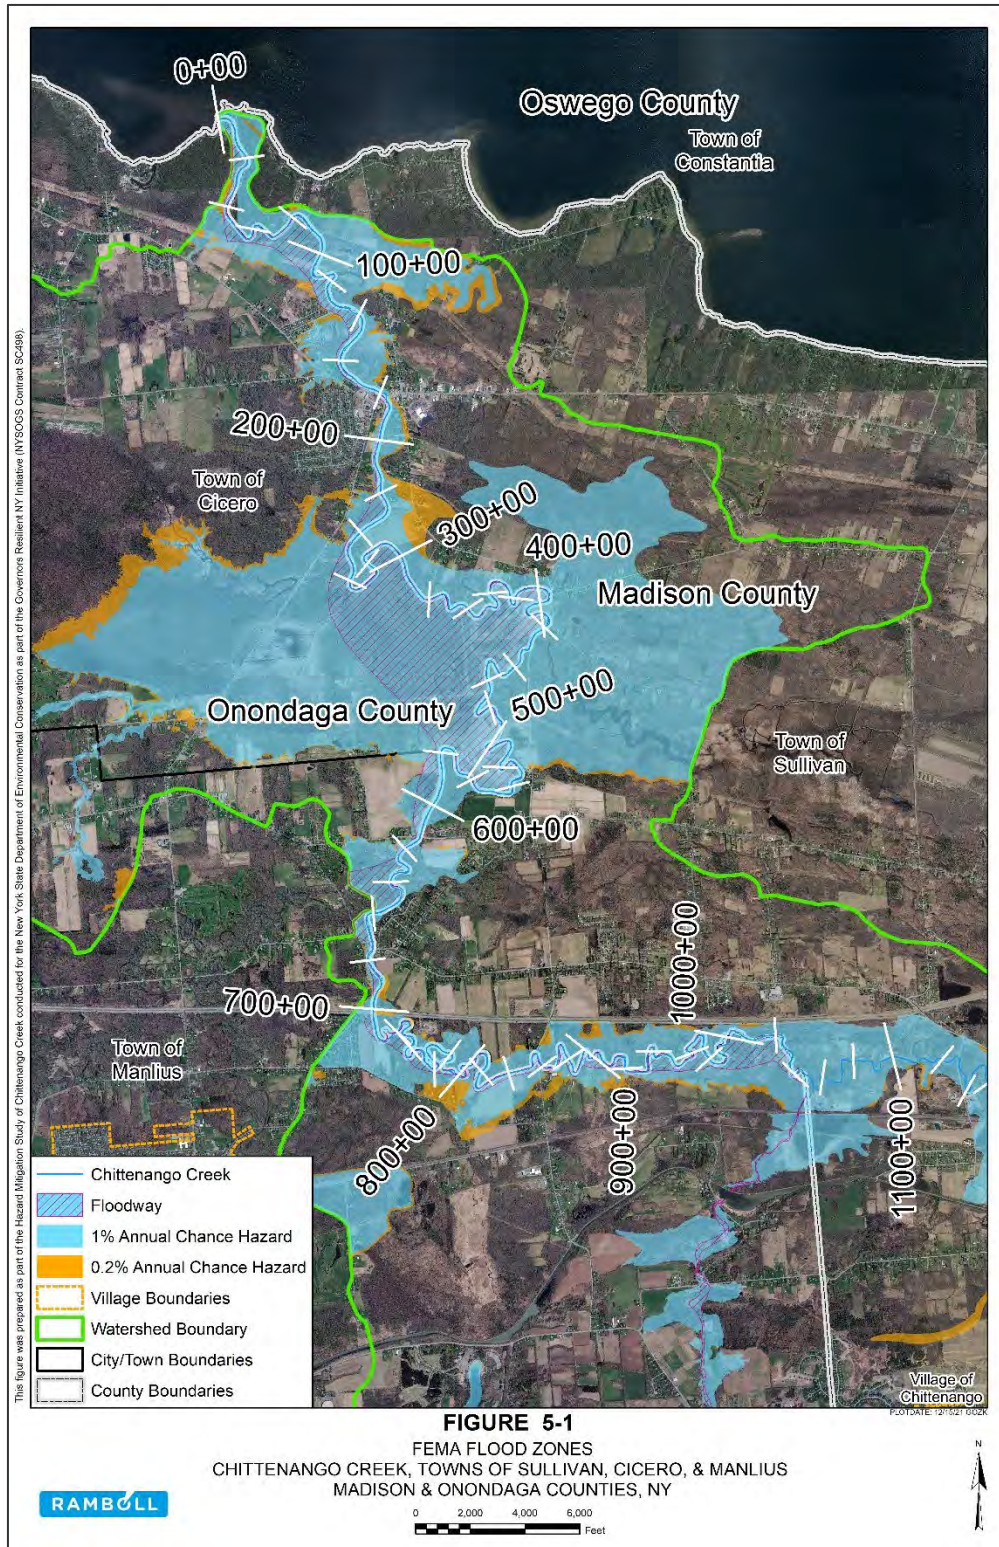 0+00
Oswego County
Town of
Constantia
100+00
200+00
Town of
Cicero
300+00
400+00
Madison County
Onondaga County
500+00
Town of
Sullivan
600+00
1000+00
700+00
Town of
Manlius
800+00
900+00
1100+00
Chittenango Creek
Floodway
1% Annual Chance Hazard
0.2% Annual Chance Hazard
Village Boundaries
Watershed Boundary
City/Town Boundaries
County Boundaries
Village of
Chittenango
PLOTDATE: 12/15/21 GOZK
This figure was prepared as part of the Hazard Mitigation Study of Chittenango Creek conducted for the New York State Department of Environmental Conservation as part of the Governors Resilient NY Initiative (NYSOGS Contract SC498).
FIGURE 5-1
FEMA FLOOD ZONES
CHITTENANGO CREEK, TOWNS OF SULLIVAN, CICERO, & MANLIUS
MADISON & ONONDAGA COUNTIES, NY
RAMBOLL
0 2,000 4,000 6,000
Feet
N